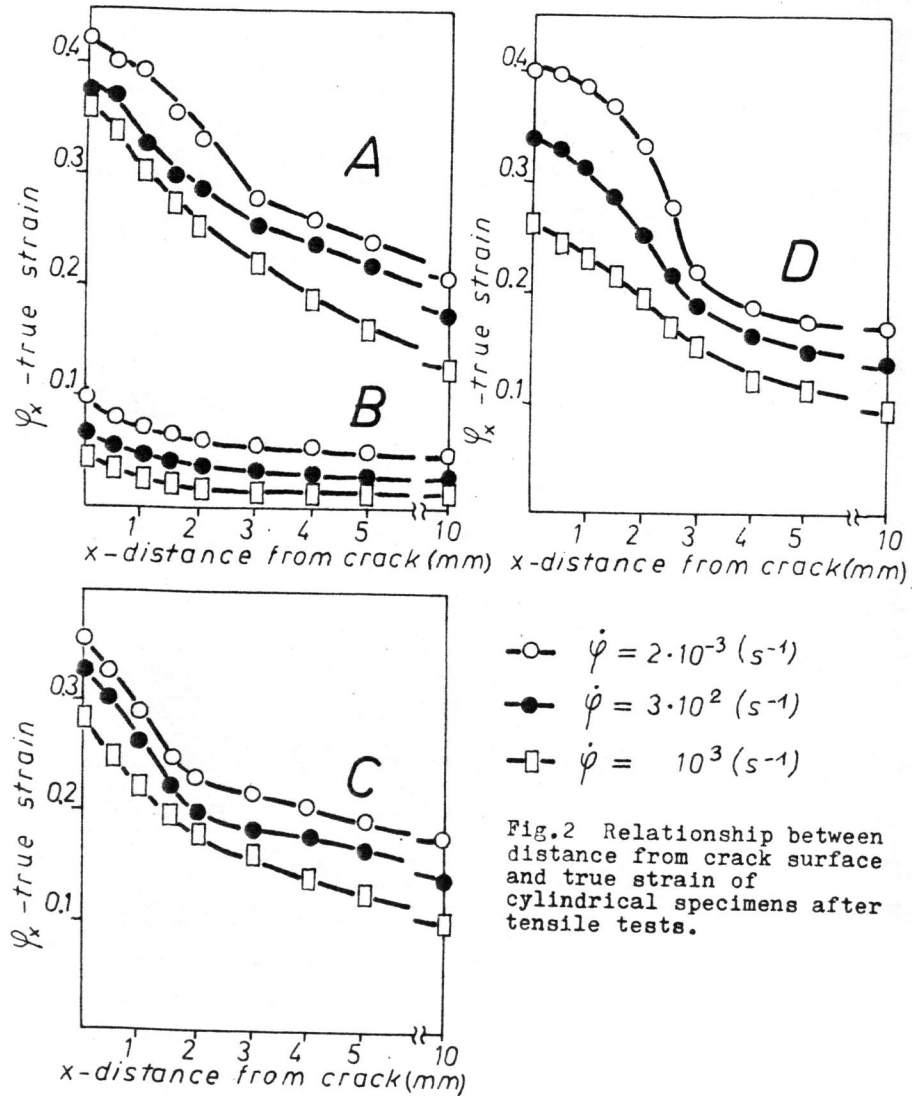 0.4
0.3
0.2
0.1
φx -true strain
A
B
1 2 3 4 5 10
x-distance from crack (mm)
0.4
0.3
0.2
0.1
φx -true strain
D
1 2 3 4 5 10
x-distance from crack (mm)
0.3
0.2
0.1
φx -true strain
C
1 2 3 4 5 10
x-distance from crack (mm)
φ̇ = 2·10⁻³ (s⁻¹)
φ̇ = 3·10² (s⁻¹)
φ̇ = 10³ (s⁻¹)
Fig.2 Relationship between
distance from crack surface
and true strain of
cylindrical specimens after
tensile tests.